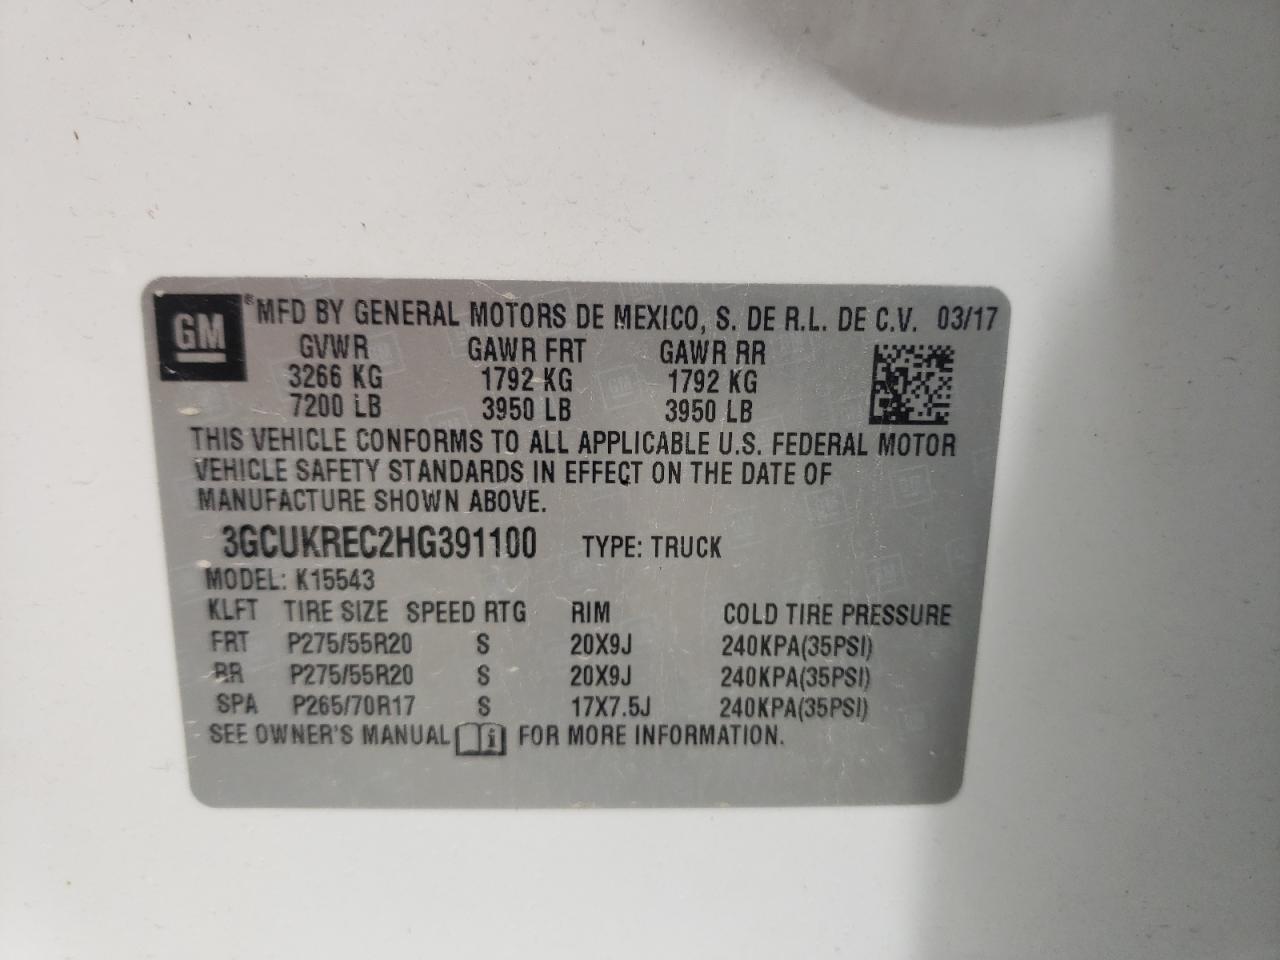 GM ® MFD BY GENERAL MOTORS DE MEXICO, S. DE R.L. DE C.V. 03/17
GVWR GAWR FRT GAWR RR
3266 KG 1792 KG 1792 KG
7200 LB 3950 LB 3950 LB
THIS VEHICLE CONFORMS TO ALL APPLICABLE U.S. FEDERAL MOTOR
VEHICLE SAFETY STANDARDS IN EFFECT ON THE DATE OF
MANUFACTURE SHOWN ABOVE.
3GCUKREC2HG391100 TYPE: TRUCK
MODEL: K15543
KLFT TIRE SIZE SPEED RTG RIM COLD TIRE PRESSURE
FRT P275/55R20 S 20X9J 240KPA(35PSI)
RR P275/55R20 S 20X9J 240KPA(35PSI)
SPA P265/70R17 S 17X7.5J 240KPA(35PSI)
SEE OWNER'S MANUAL i FOR MORE INFORMATION.